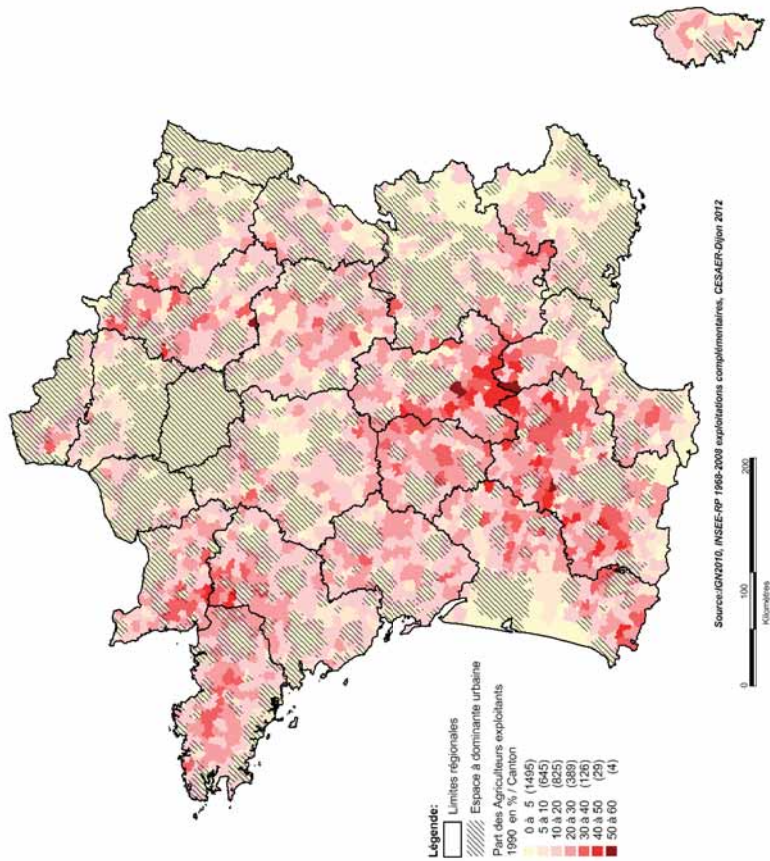 Légende:
Limites régionales
Espace à dominante urbaine
Part des Agriculteurs exploitants
1990 en % / Canton
0 à 5 (1495)
5 à 10 (645)
10 à 20 (825)
20 à 30 (389)
30 à 40 (126)
40 à 50 (29)
50 à 60 (4)
0 100 200
Kilomètres
Source:IGN2010, INSEE-RP 1968-2008 exploitations complémentaires, CESAER-Dijon 2012